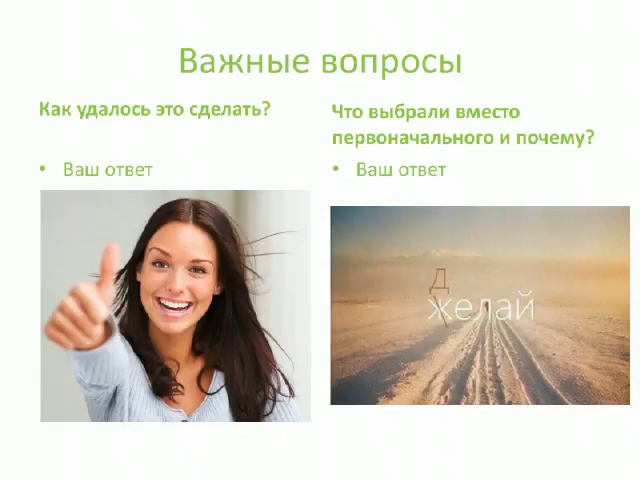 Важные вопросы
Как удалось это сделать?
• Ваш ответ
Что выбрали вместо
первоначального и почему?
• Ваш ответ
Д
желай